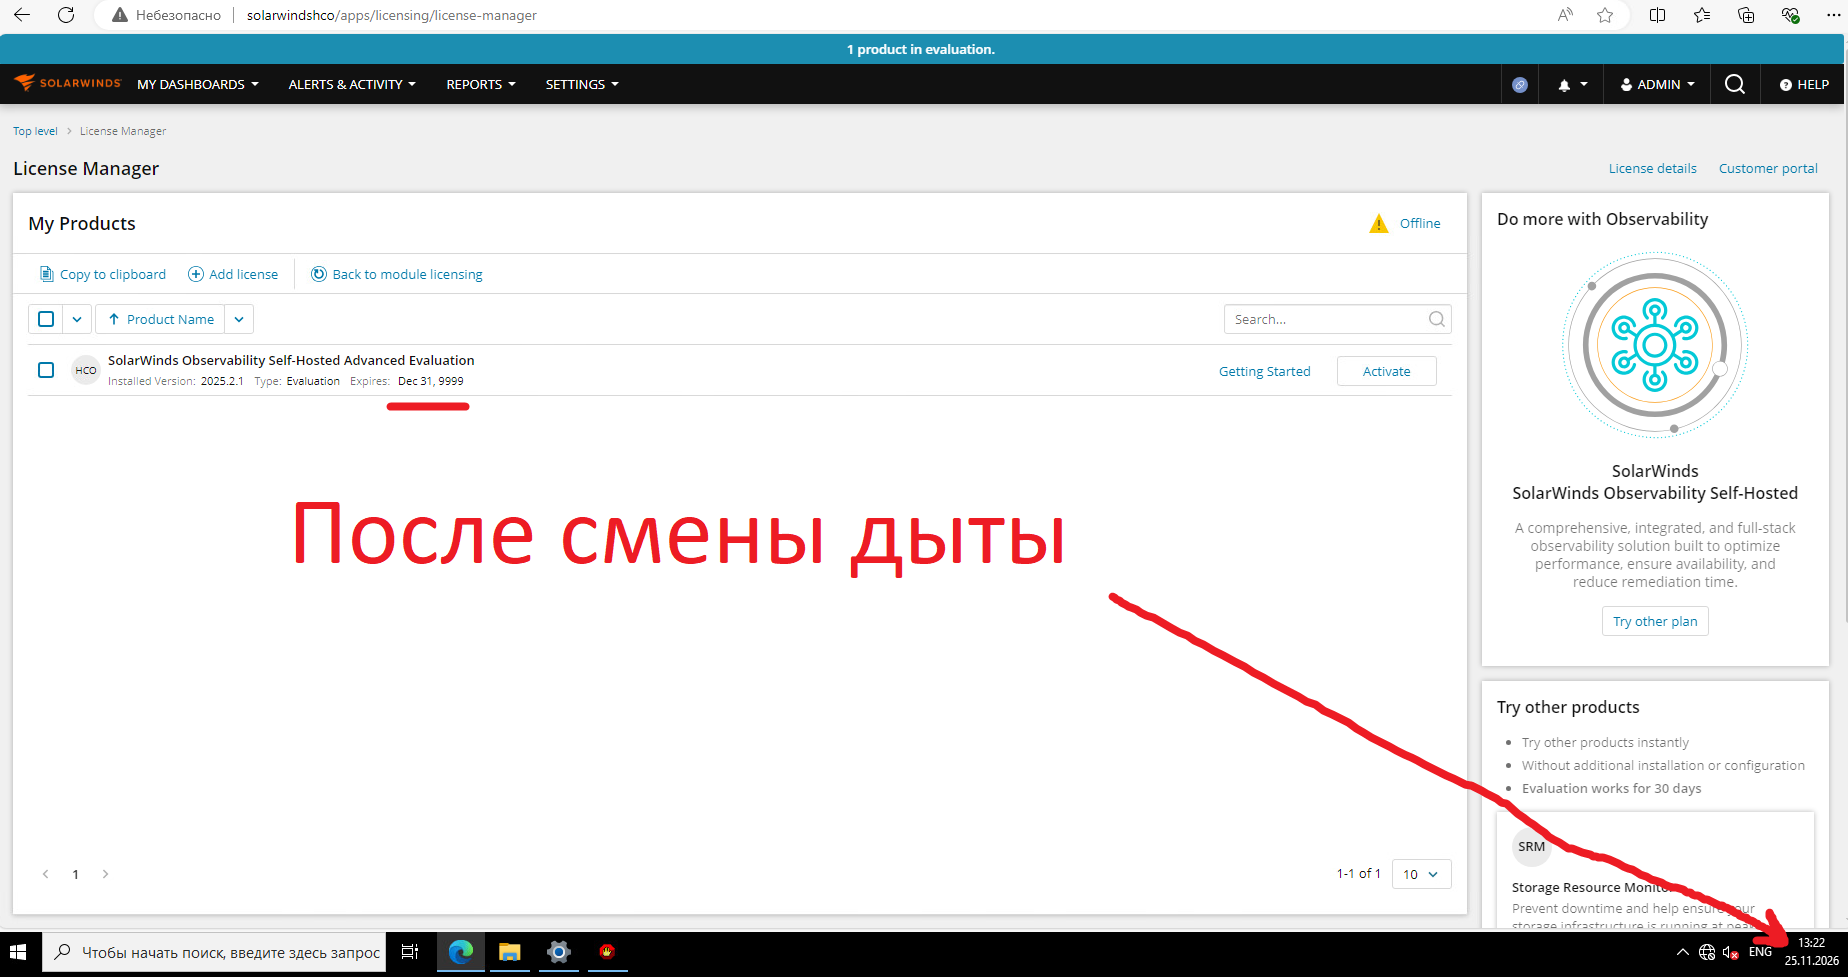 Небезопасно
solarwindshco/apps/licensing/license-manager
1 product in evaluation.
SOLARWINDS
MY DASHBOARDS
ALERTS & ACTIVITY
REPORTS
SETTINGS
ADMIN
HELP
Top level > License Manager
License Manager
License details
Customer portal
My Products
Offline
Copy to clipboard
Add license
Back to module licensing
Product Name
Search...
HCO
SolarWinds Observability Self-Hosted Advanced Evaluation
Installed Version: 2025.2.1 Type: Evaluation Expires: Dec 31, 9999
Getting Started
Activate
После смены дыты
1
1-1 of 1
10
Do more with Observability
SolarWinds
SolarWinds Observability Self-Hosted
A comprehensive, integrated, and full-stack
observability solution built to optimize
performance, ensure availability, and
reduce remediation time.
Try other plan
Try other products
Try other products instantly
Without additional installation or configuration
Evaluation works for 30 days
SRM
Storage Resource Monitor
Prevent downtime and help ensure your
storage infrastructure is running at peak
Чтобы начать поиск, введите здесь запрос
ENG
13:22
25.11.2026